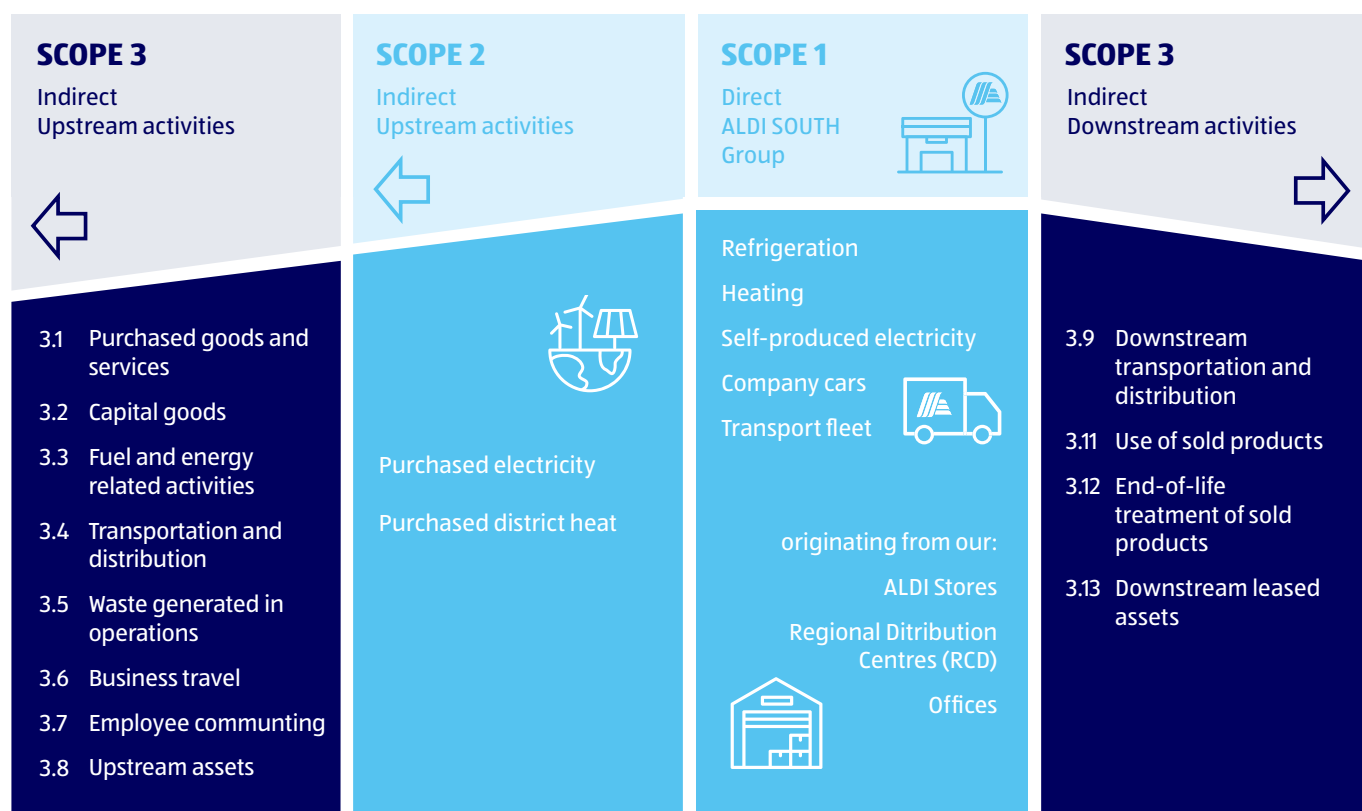 SCOPE 3
Indirect
Upstream activities
3.1 Purchased goods and
services
3.2 Capital goods
3.3 Fuel and energy
related activities
3.4 Transportation and
distribution
3.5 Waste generated in
operations
3.6 Business travel
3.7 Employee communting
3.8 Upstream assets
SCOPE 2
Indirect
Upstream activities
Purchased electricity
Purchased district heat
SCOPE 1
Direct
ALDI SOUTH
Group
Refrigeration
Heating
Self-produced electricity
Company cars
Transport fleet
originating from our:
ALDI Stores
Regional Ditribution
Centres (RCD)
Offices
SCOPE 3
Indirect
Downstream activities
3.9 Downstream
transportation and
distribution
3.11 Use of sold products
3.12 End-of-life
treatment of sold
products
3.13 Downstream leased
assets